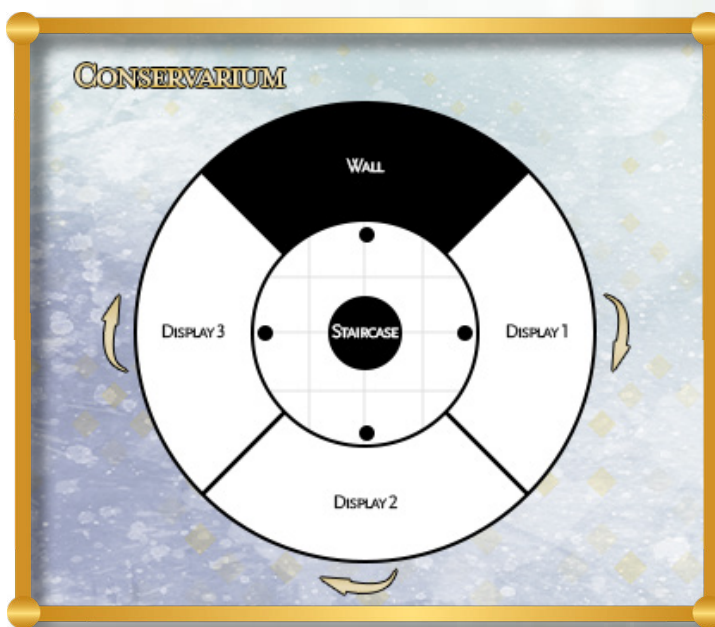 Conservarium
Wall
Display 3
Staircase
Display 1
Display 2